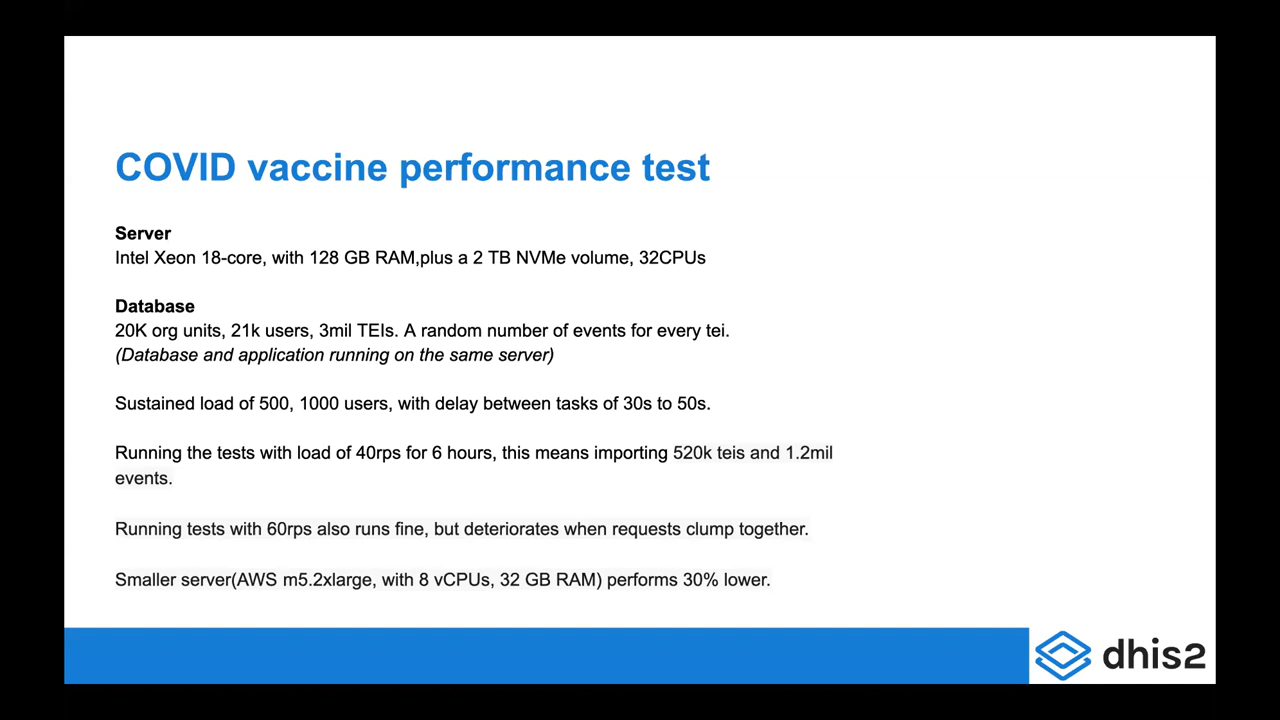 COVID vaccine performance test
Server
Intel Xeon 18-core, with 128 GB RAM,plus a 2 TB NVMe volume, 32CPUs
Database
20K org units, 21k users, 3mil TEIs. A random number of events for every tei.
(Database and application running on the same server)
Sustained load of 500, 1000 users, with delay between tasks of 30s to 50s.
Running the tests with load of 40rps for 6 hours, this means importing 520k teis and 1.2mil
events.
Running tests with 60rps also runs fine, but deteriorates when requests clump together.
Smaller server(AWS m5.2xlarge, with 8 vCPUs, 32 GB RAM) performs 30% lower.
dhis2